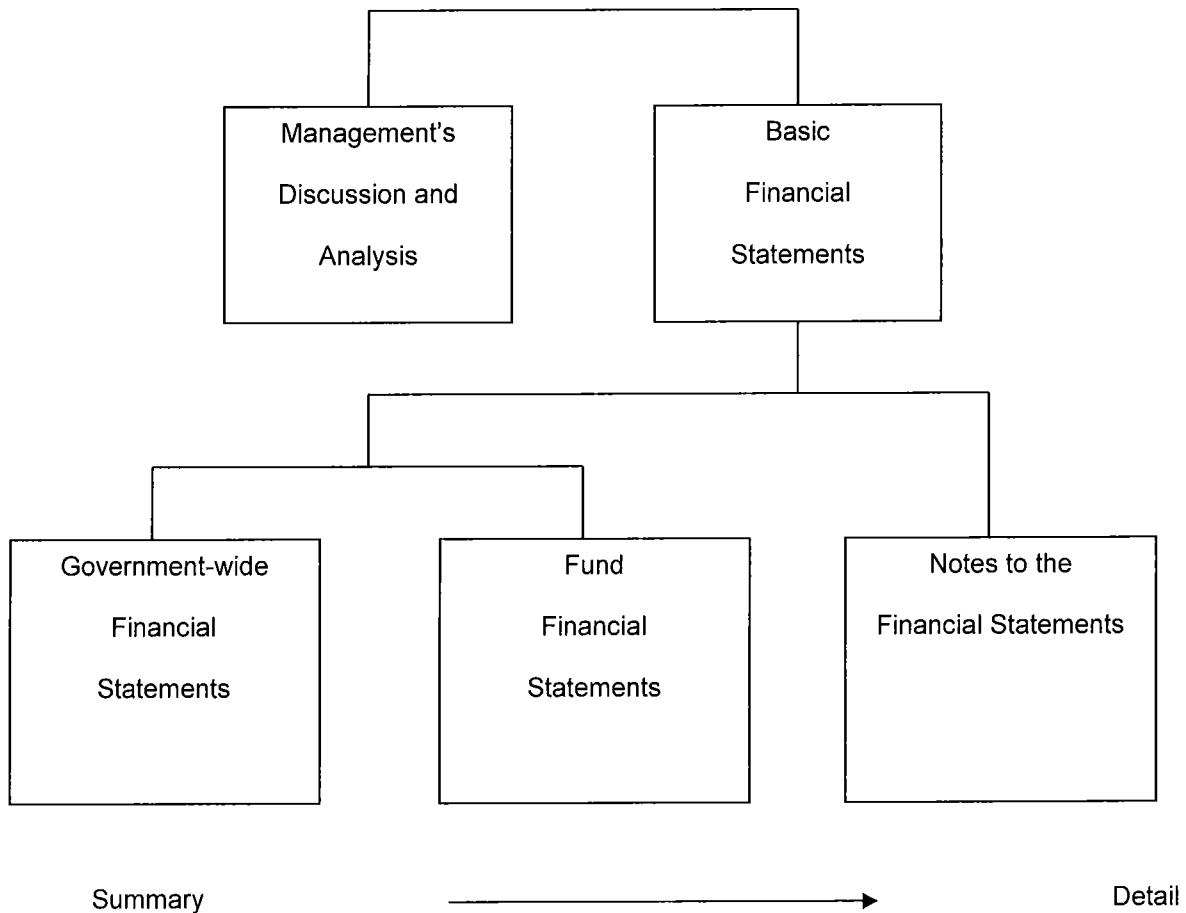 Management's
Discussion and
Analysis
Basic
Financial
Statements
Government-wide
Financial
Statements
Fund
Financial
Statements
Notes to the
Financial Statements
Summary
Detail